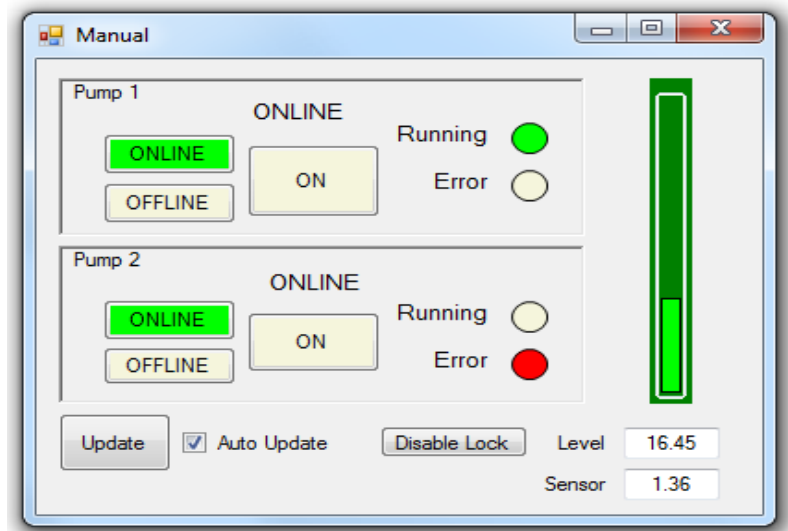 Manual
Pump 1
ONLINE
ONLINE
OFFLINE
ON
Running
Error
Pump 2
ONLINE
ONLINE
OFFLINE
ON
Running
Error
Update
Auto Update
Disable Lock
Level 16.45
Sensor 1.36